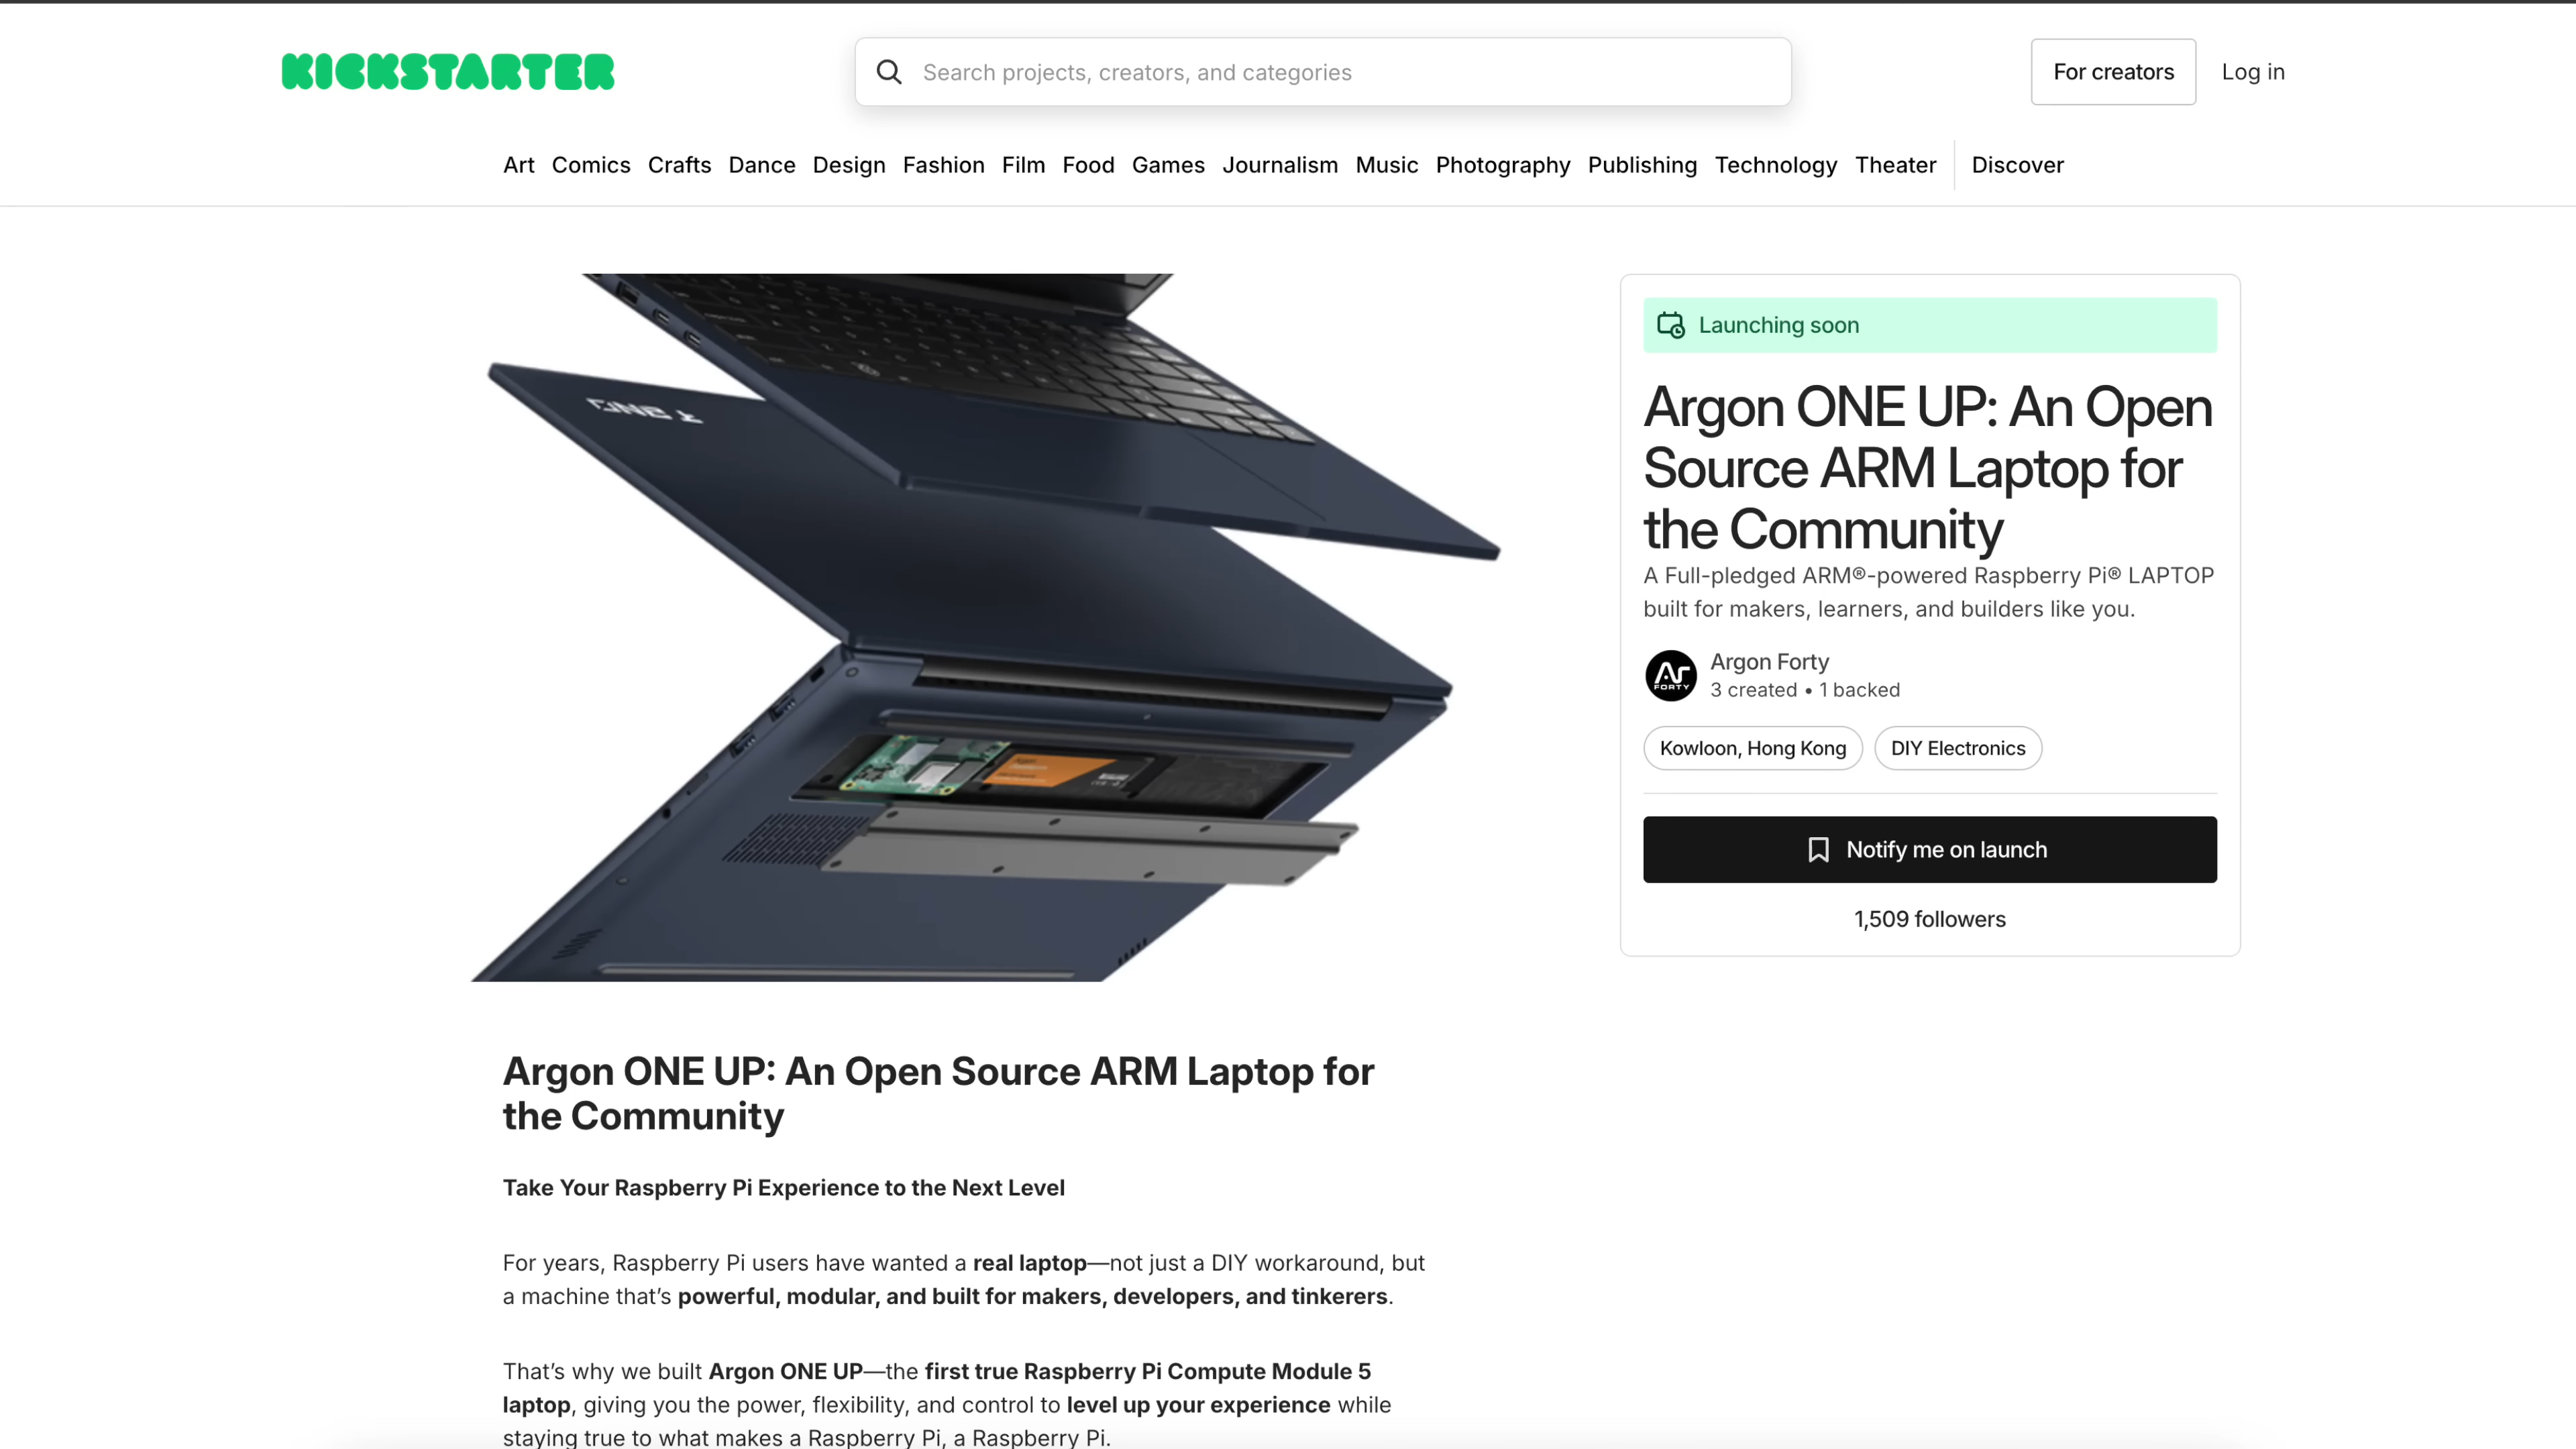 KICKSTARTER
Search projects, creators, and categories
For creators
Log in
Art Comics Crafts Dance Design Fashion Film Food Games Journalism Music Photography Publishing Technology Theater Discover
Launching soon
Argon ONE UP: An Open
Source ARM Laptop for
the Community
A Full-pledged ARM®-powered Raspberry Pi® LAPTOP
built for makers, learners, and builders like you.
Ar
FORTY
Argon Forty
3 created • 1 backed
Kowloon, Hong Kong
DIY Electronics
Notify me on launch
1,509 followers
Argon ONE UP: An Open Source ARM Laptop for
the Community
Take Your Raspberry Pi Experience to the Next Level
For years, Raspberry Pi users have wanted a real laptop—not just a DIY workaround, but
a machine that’s powerful, modular, and built for makers, developers, and tinkerers.
That’s why we built Argon ONE UP—the first true Raspberry Pi Compute Module 5
laptop, giving you the power, flexibility, and control to level up your experience while
staying true to what makes a Raspberry Pi, a Raspberry Pi.